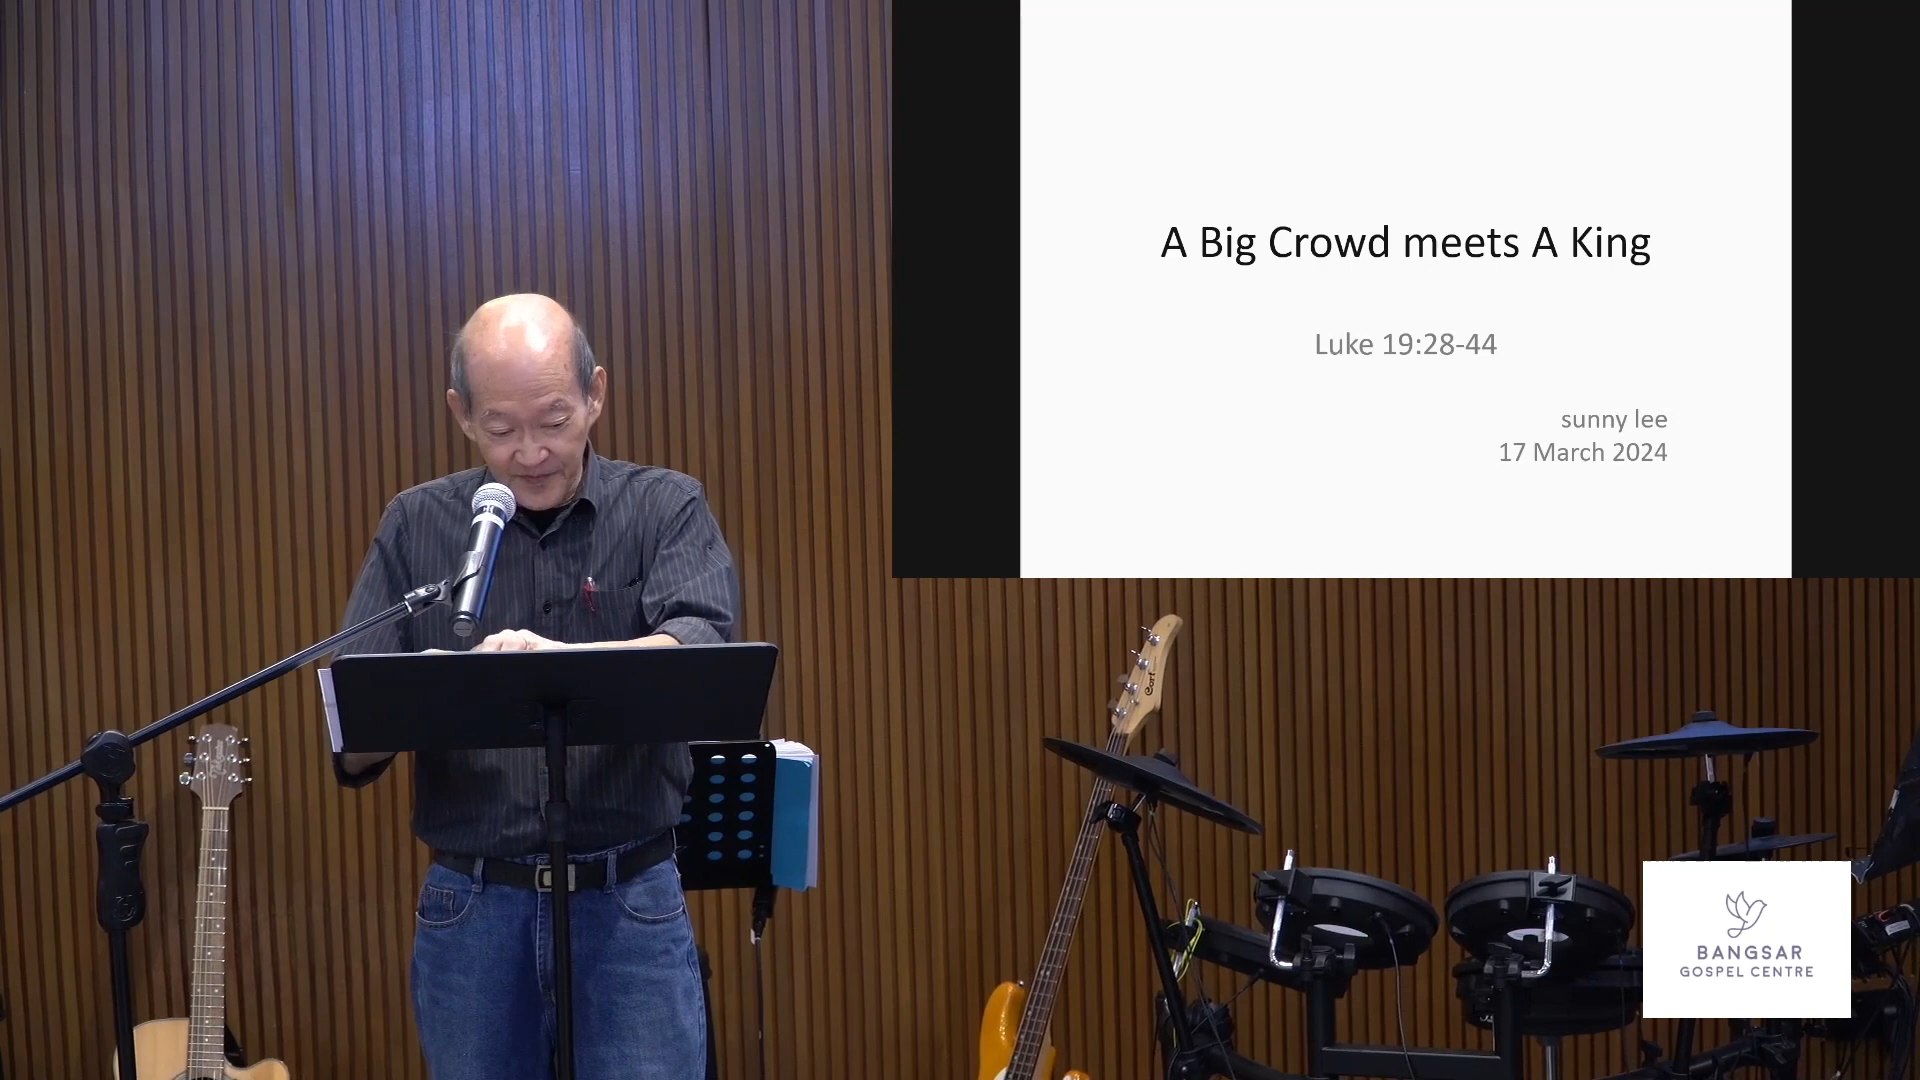 A Big Crowd meets A King
Luke 19:28-44
sunny lee
17 March 2024
Cort
BANGSAR
GOSPEL CENTRE